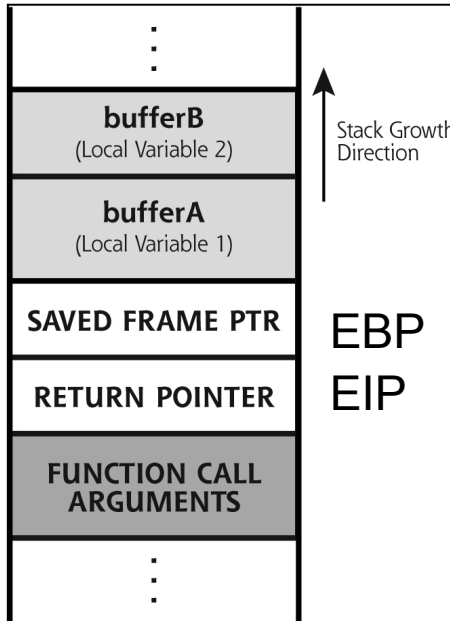 bufferB
(Local Variable 2)
Stack Growth
Direction
bufferA
(Local Variable 1)
SAVED FRAME PTR
EBP
RETURN POINTER
EIP
FUNCTION CALL
ARGUMENTS